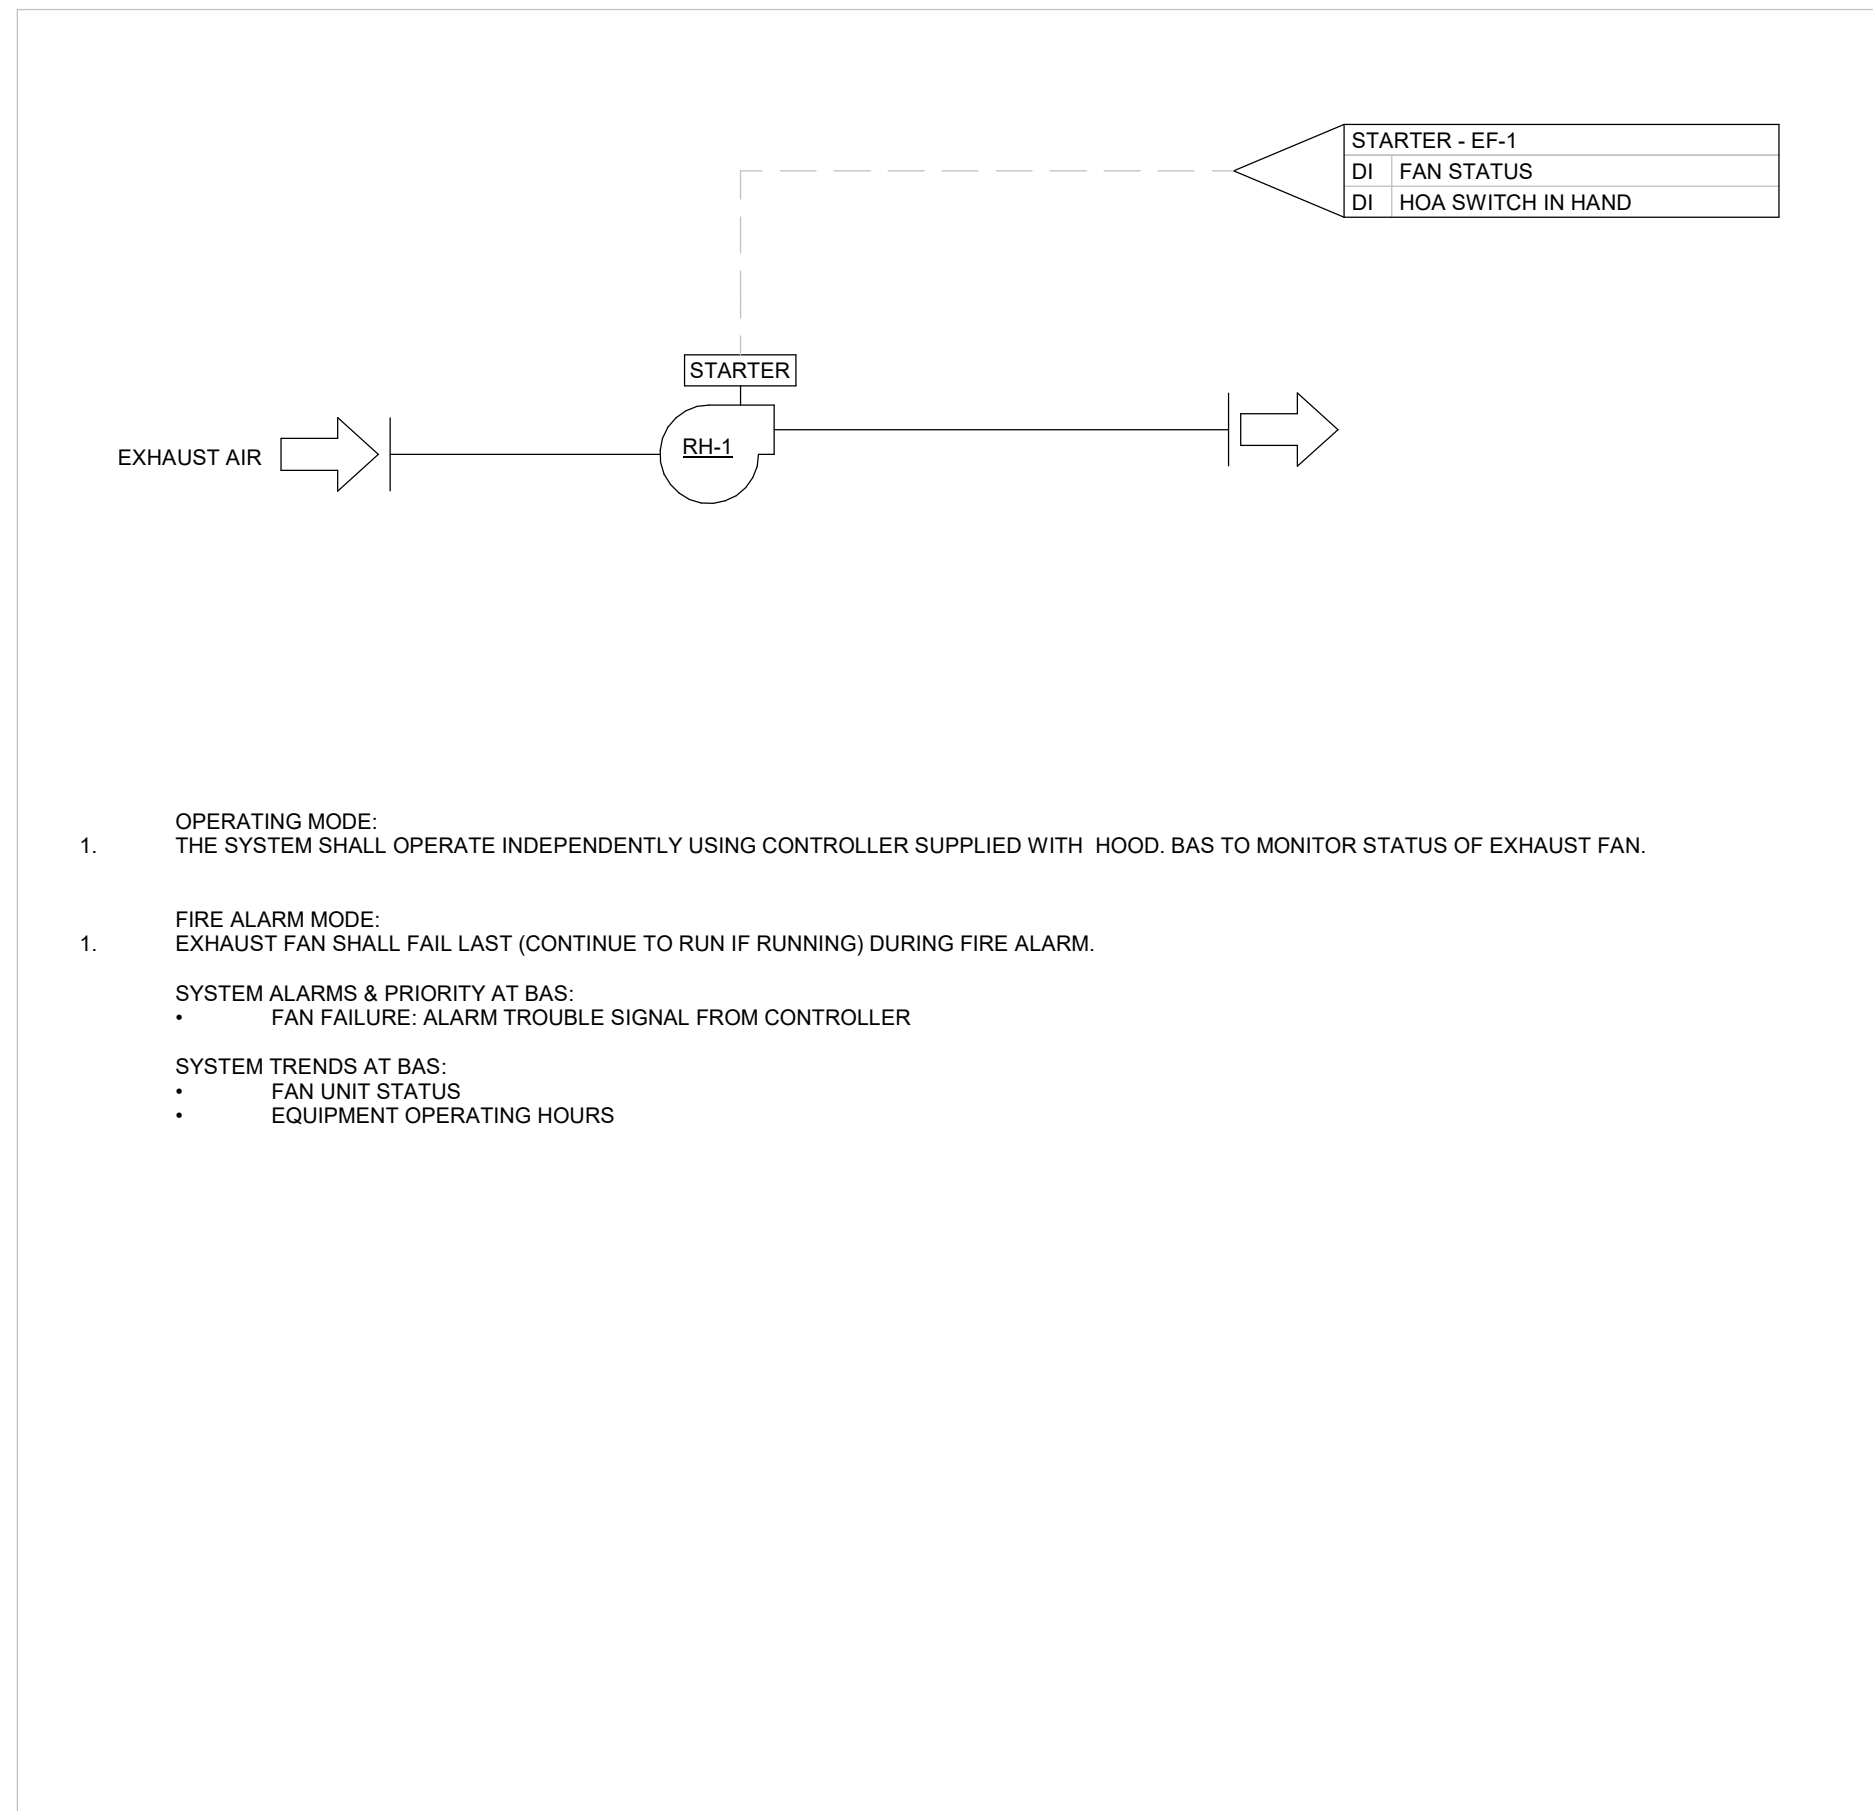 STARTER - EF-1
DI FAN STATUS
DI HOA SWITCH IN HAND
STARTER
RH-1
EXHAUST AIR
OPERATING MODE:
1. THE SYSTEM SHALL OPERATE INDEPENDENTLY USING CONTROLLER SUPPLIED WITH  HOOD. BAS TO MONITOR STATUS OF EXHAUST FAN.
FIRE ALARM MODE:
1. EXHAUST FAN SHALL FAIL LAST (CONTINUE TO RUN IF RUNNING) DURING FIRE ALARM.
SYSTEM ALARMS & PRIORITY AT BAS:
• FAN FAILURE: ALARM TROUBLE SIGNAL FROM CONTROLLER
SYSTEM TRENDS AT BAS:
• FAN UNIT STATUS
• EQUIPMENT OPERATING HOURS